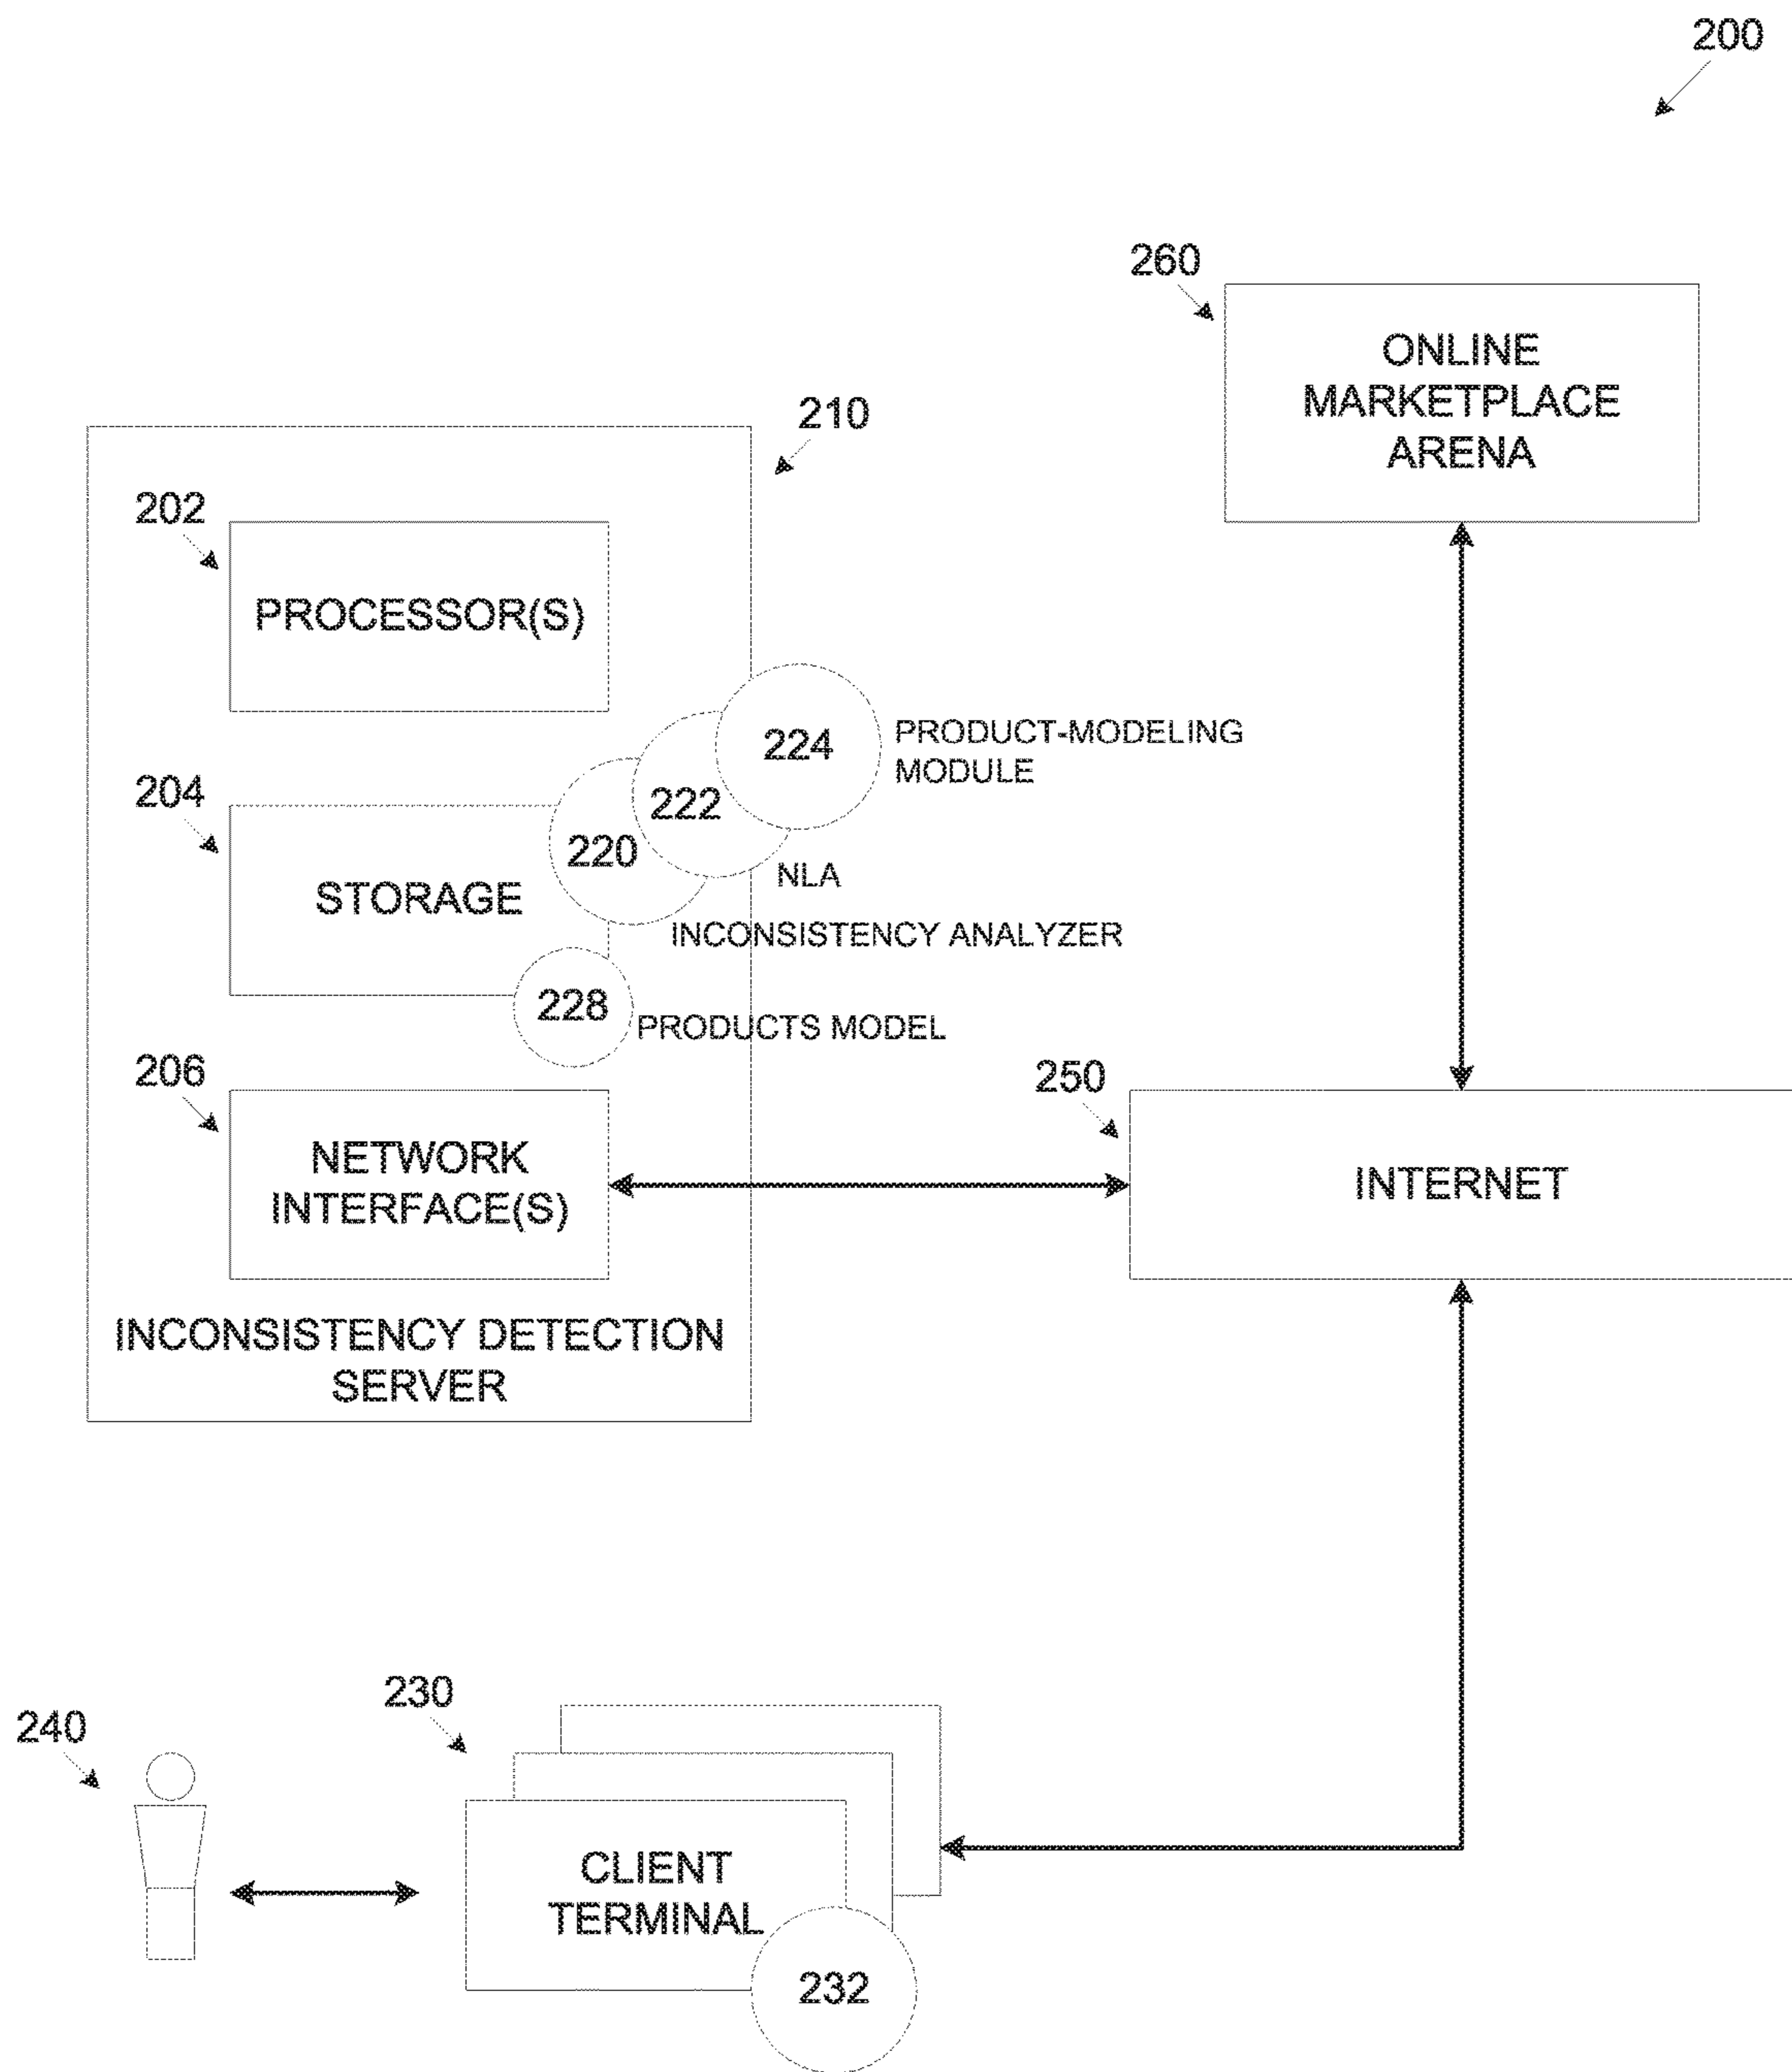 200
260
ONLINE
MARKETPLACE
ARENA
210
202
PROCESSOR(S)
224
PRODUCT-MODELING
MODULE
204
222
220
NLA
STORAGE
INCONSISTENCY ANALYZER
228
PRODUCTS MODEL
206
250
NETWORK
INTERFACE(S)
INTERNET
INCONSISTENCY DETECTION
SERVER
230
240
CLIENT
TERMINAL
232